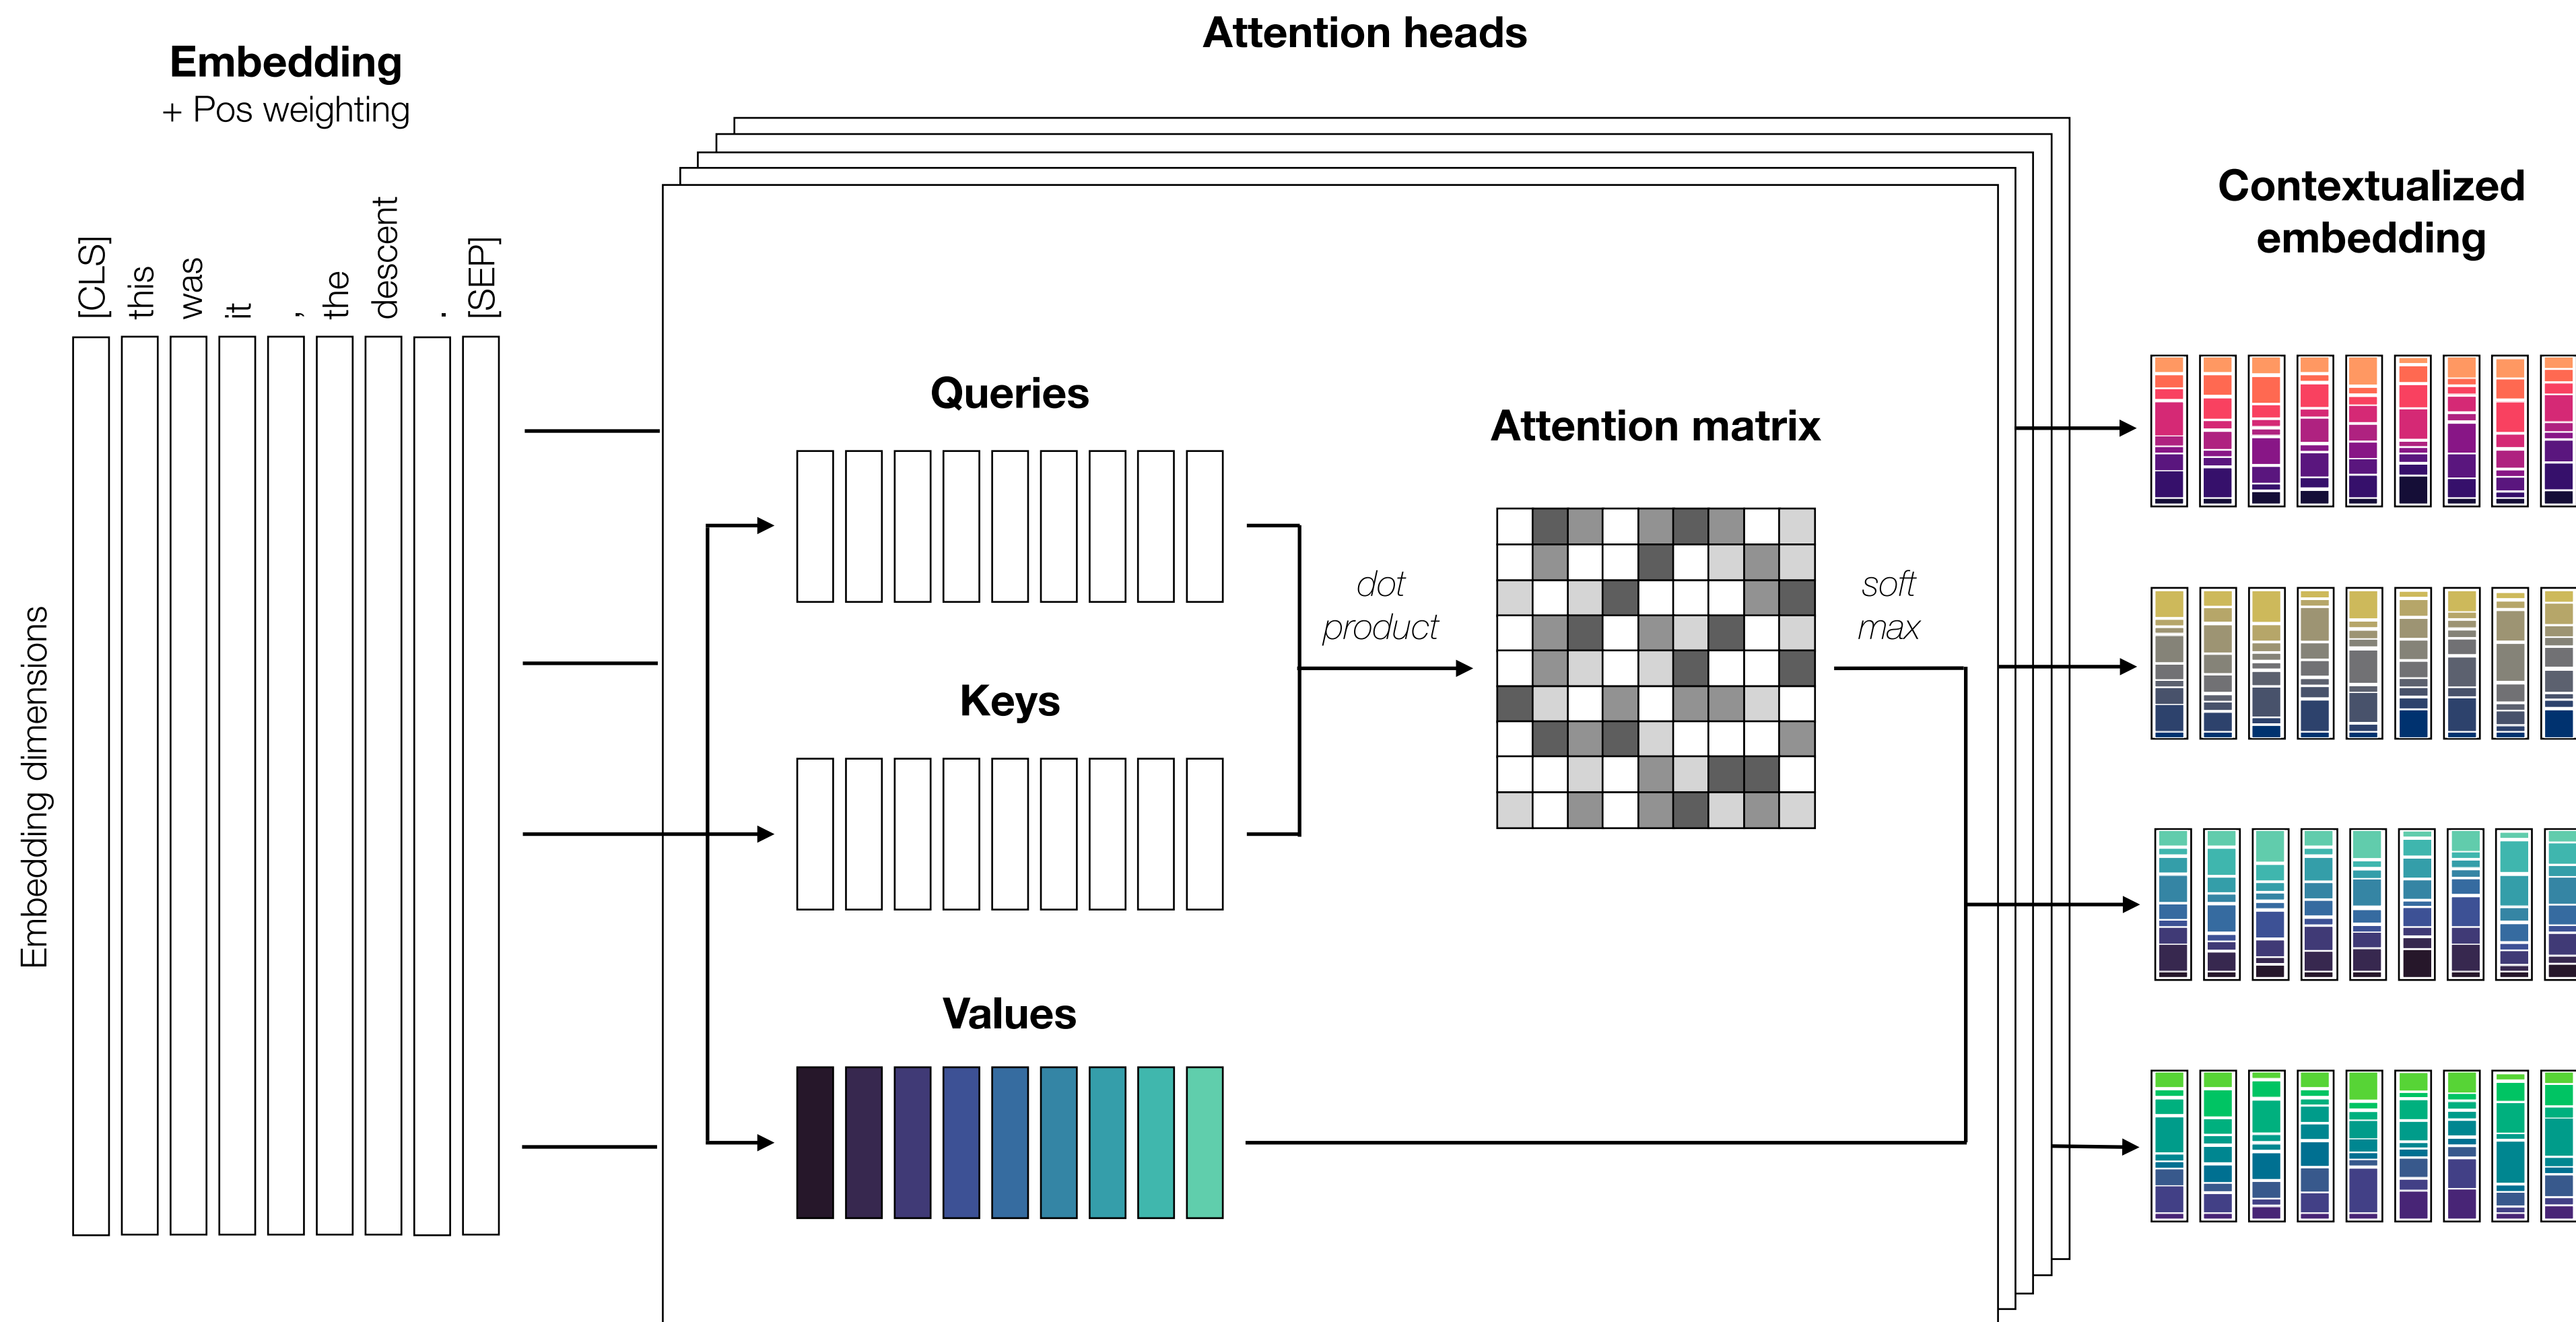 Attention heads
Embedding
+ Pos weighting
Contextualized
embedding
[CLS]
this
was
it
,
the
descent
.
[SEP]
Embedding dimensions
Queries
Attention matrix
dot
product
soft
max
Keys
Values